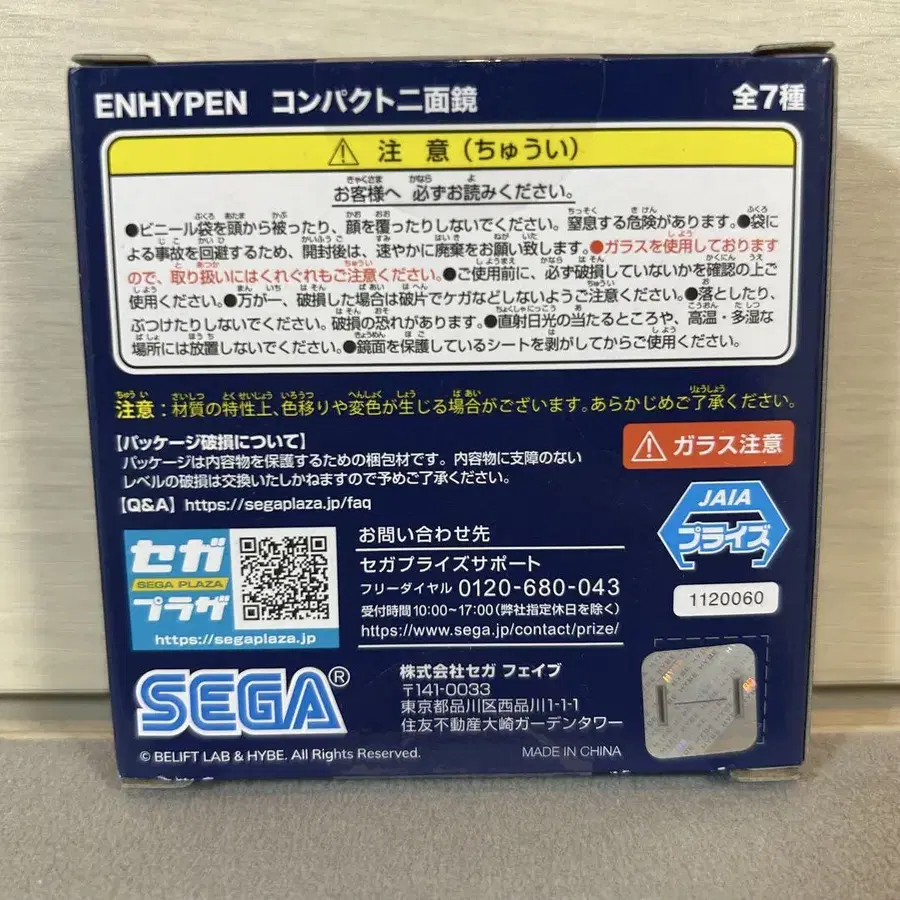 ENHYPEN コンパクト二面鏡 全7種
⚠ 注 意(ちゅうい)
お客様へ 必ずお読みください。
●ビニール袋を頭から被ったり、顔を覆ったりしないでください。窒息する危険があります。●袋に
よる事故を回避するため、開封後は、速やかに廃棄をお願い致します。●ガラスを使用しております
ので、取り扱いにはくれぐれもご注意ください。●ご使用前に、必ず破損していないかを確認の上ご
使用ください。●万が一、破損した場合は破片でケガなどしないようご注意ください。●落としたり、
ぶつけたりしないでください。破損の恐れがあります。●直射日光の当たるところや、高温・多湿な
場所には放置しないでください。●鏡面を保護しているシートを剥がしてからご使用ください。
注意:材質の特性上、色移りや変色が生じる場合がございます。あらかじめご了承ください。
【パッケージ破損について】
パッケージは内容物を保護するための梱包材です。内容物に支障のない
レベルの破損は交換いたしかねますので予めご了承ください。
【Q&A】https://segaplaza.jp/faq
⚠ ガラス注意
JAIA
プライズ
1120060
セガ
SEGA PLAZA
プラザ
https://segaplaza.jp
お問い合わせ先
セガプライズサポート
フリーダイヤル 0120-680-043
受付時間10:00~17:00(弊社指定休日を除く)
https://www.sega.jp/contact/prize/
SEGA®
株式会社セガ フェイブ
〒141-0033
東京都品川区西品川1-1-1
住友不動産大崎ガーデンタワー
© BELIFT LAB & HYBE. All Rights Reserved.
MADE IN CHINA